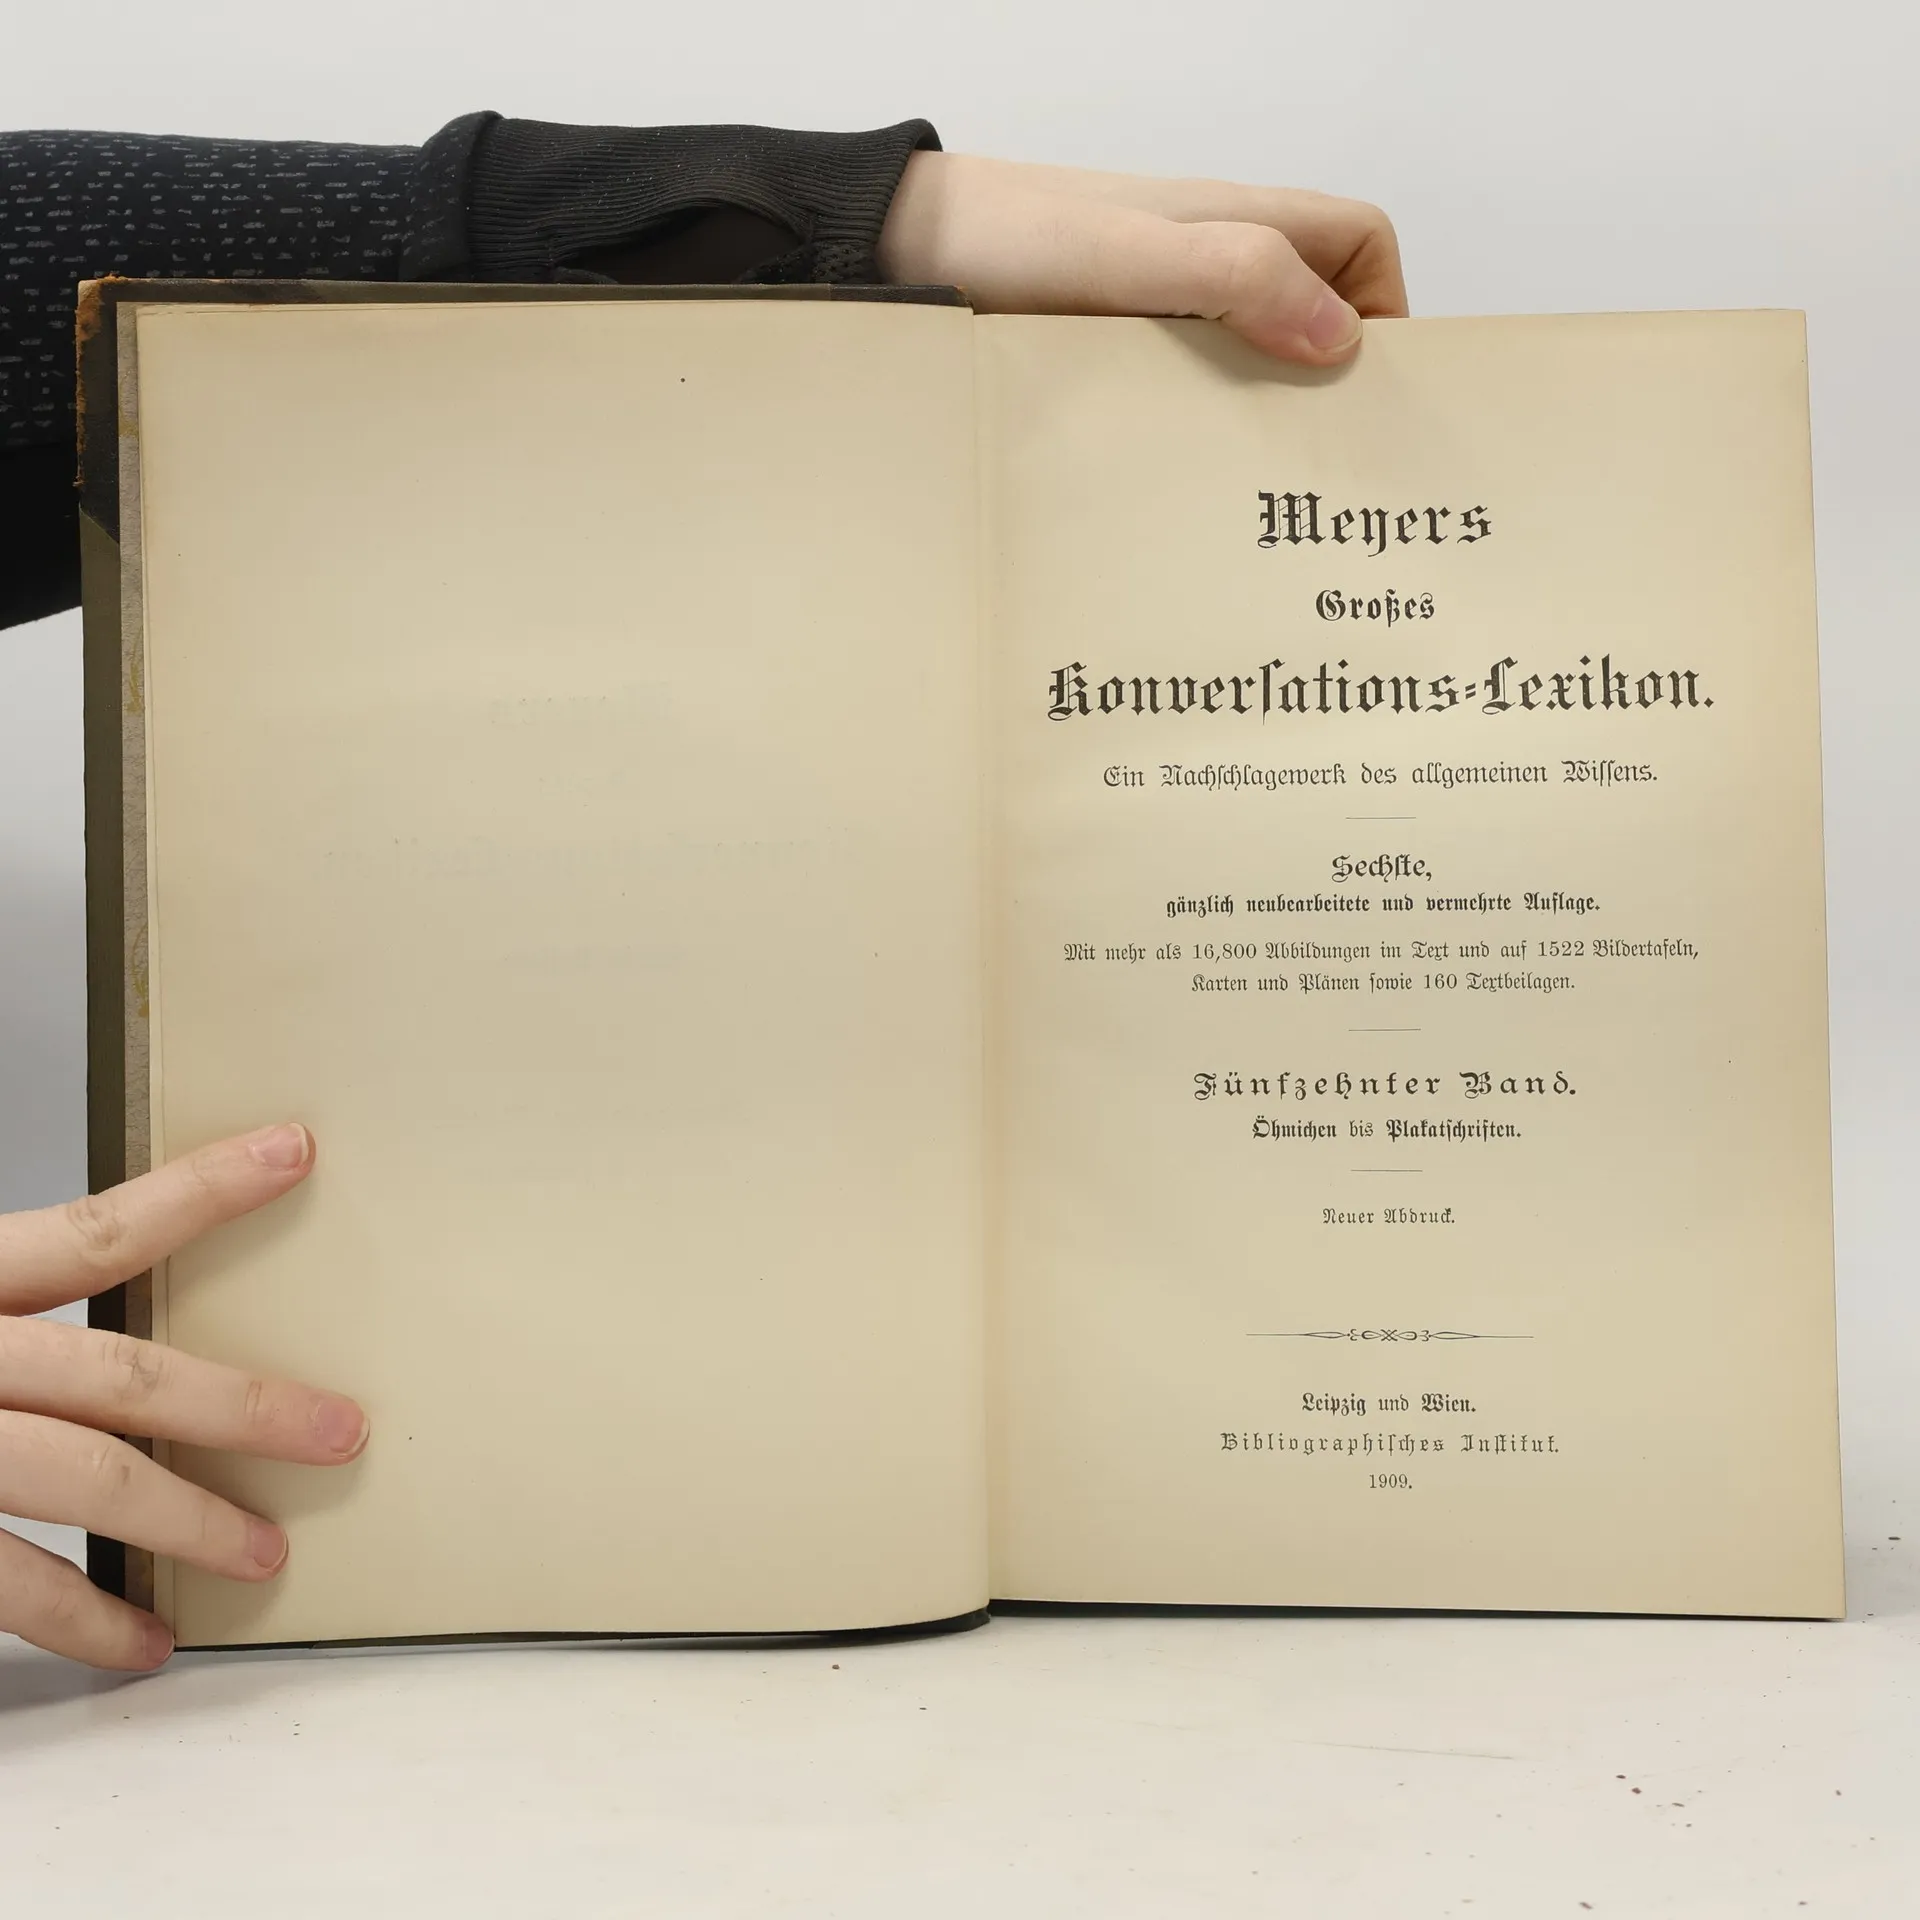 Meyers
Großes
Konverſations-Lexikon.
Ein Nachſchlagewerk des allgemeinen Wiſſens.
Sechſte,
gänzlich neubearbeitete und vermehrte Auflage.
Mit mehr als 16,800 Abbildungen im Text und auf 1522 Bildertafeln,
Karten und Plänen ſowie 160 Textbeilagen.
Fünfzehnter Band.
Öhmichen bis Plakatſchriften.
Neuer Abdruck.
Leipzig und Wien.
Bibliographiſches Inſtitut.
1909.